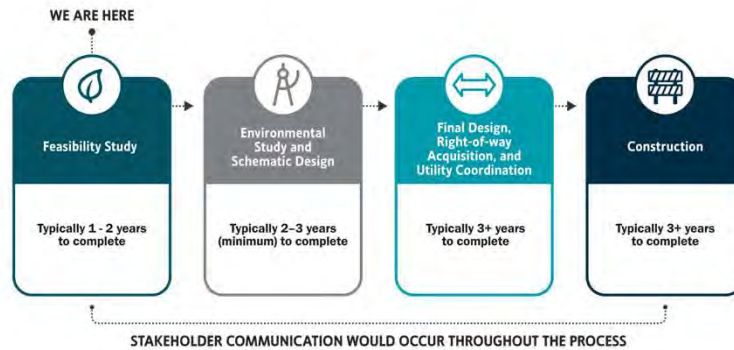 WE ARE HERE
Feasibility Study
Typically 1 - 2 years
to complete
Environmental
Study and
Schematic Design
Typically 2–3 years
(minimum) to complete
Final Design,
Right-of-way
Acquisition, and
Utility Coordination
Typically 3+ years
to complete
Construction
Typically 3+ years
to complete
STAKEHOLDER COMMUNICATION WOULD OCCUR THROUGHOUT THE PROCESS